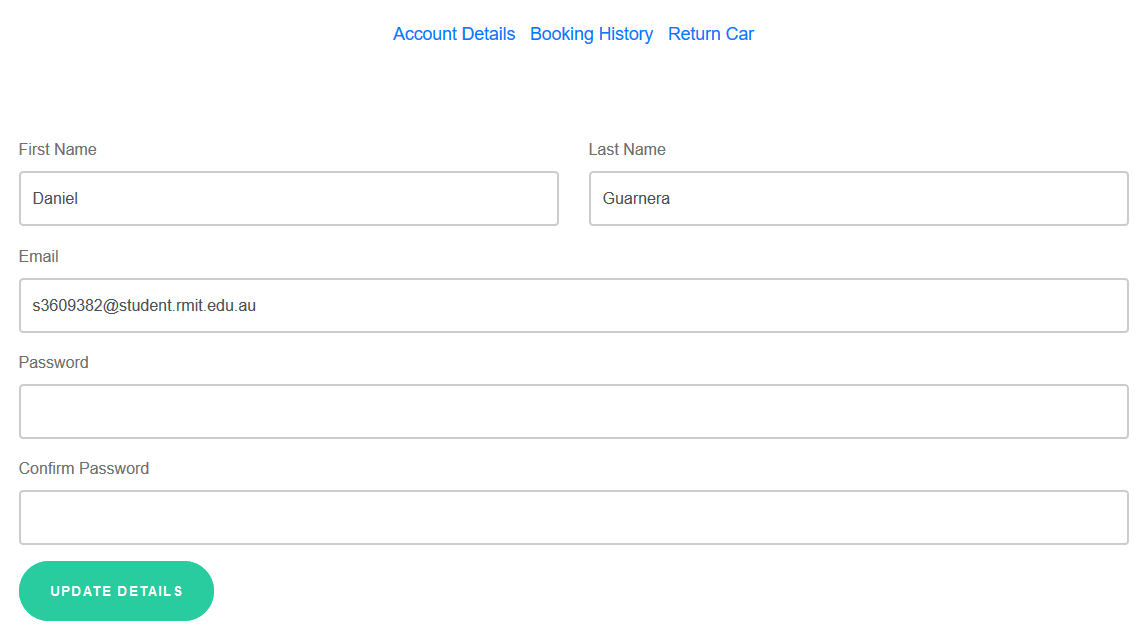 Account Details Booking History Return Car
First Name Last Name
Daniel Guarnera
Email
s3609382@student.rmit.edu.au
Password
Confirm Password
UPDATE DETAILS